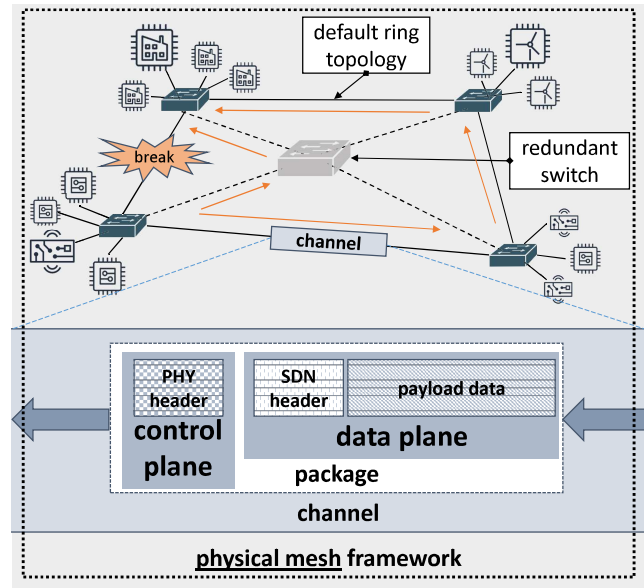 default ring
topology
break
redundant
switch
channel
PHY
header
control
plane
SDN
header
payload data
data plane
package
channel
physical mesh framework